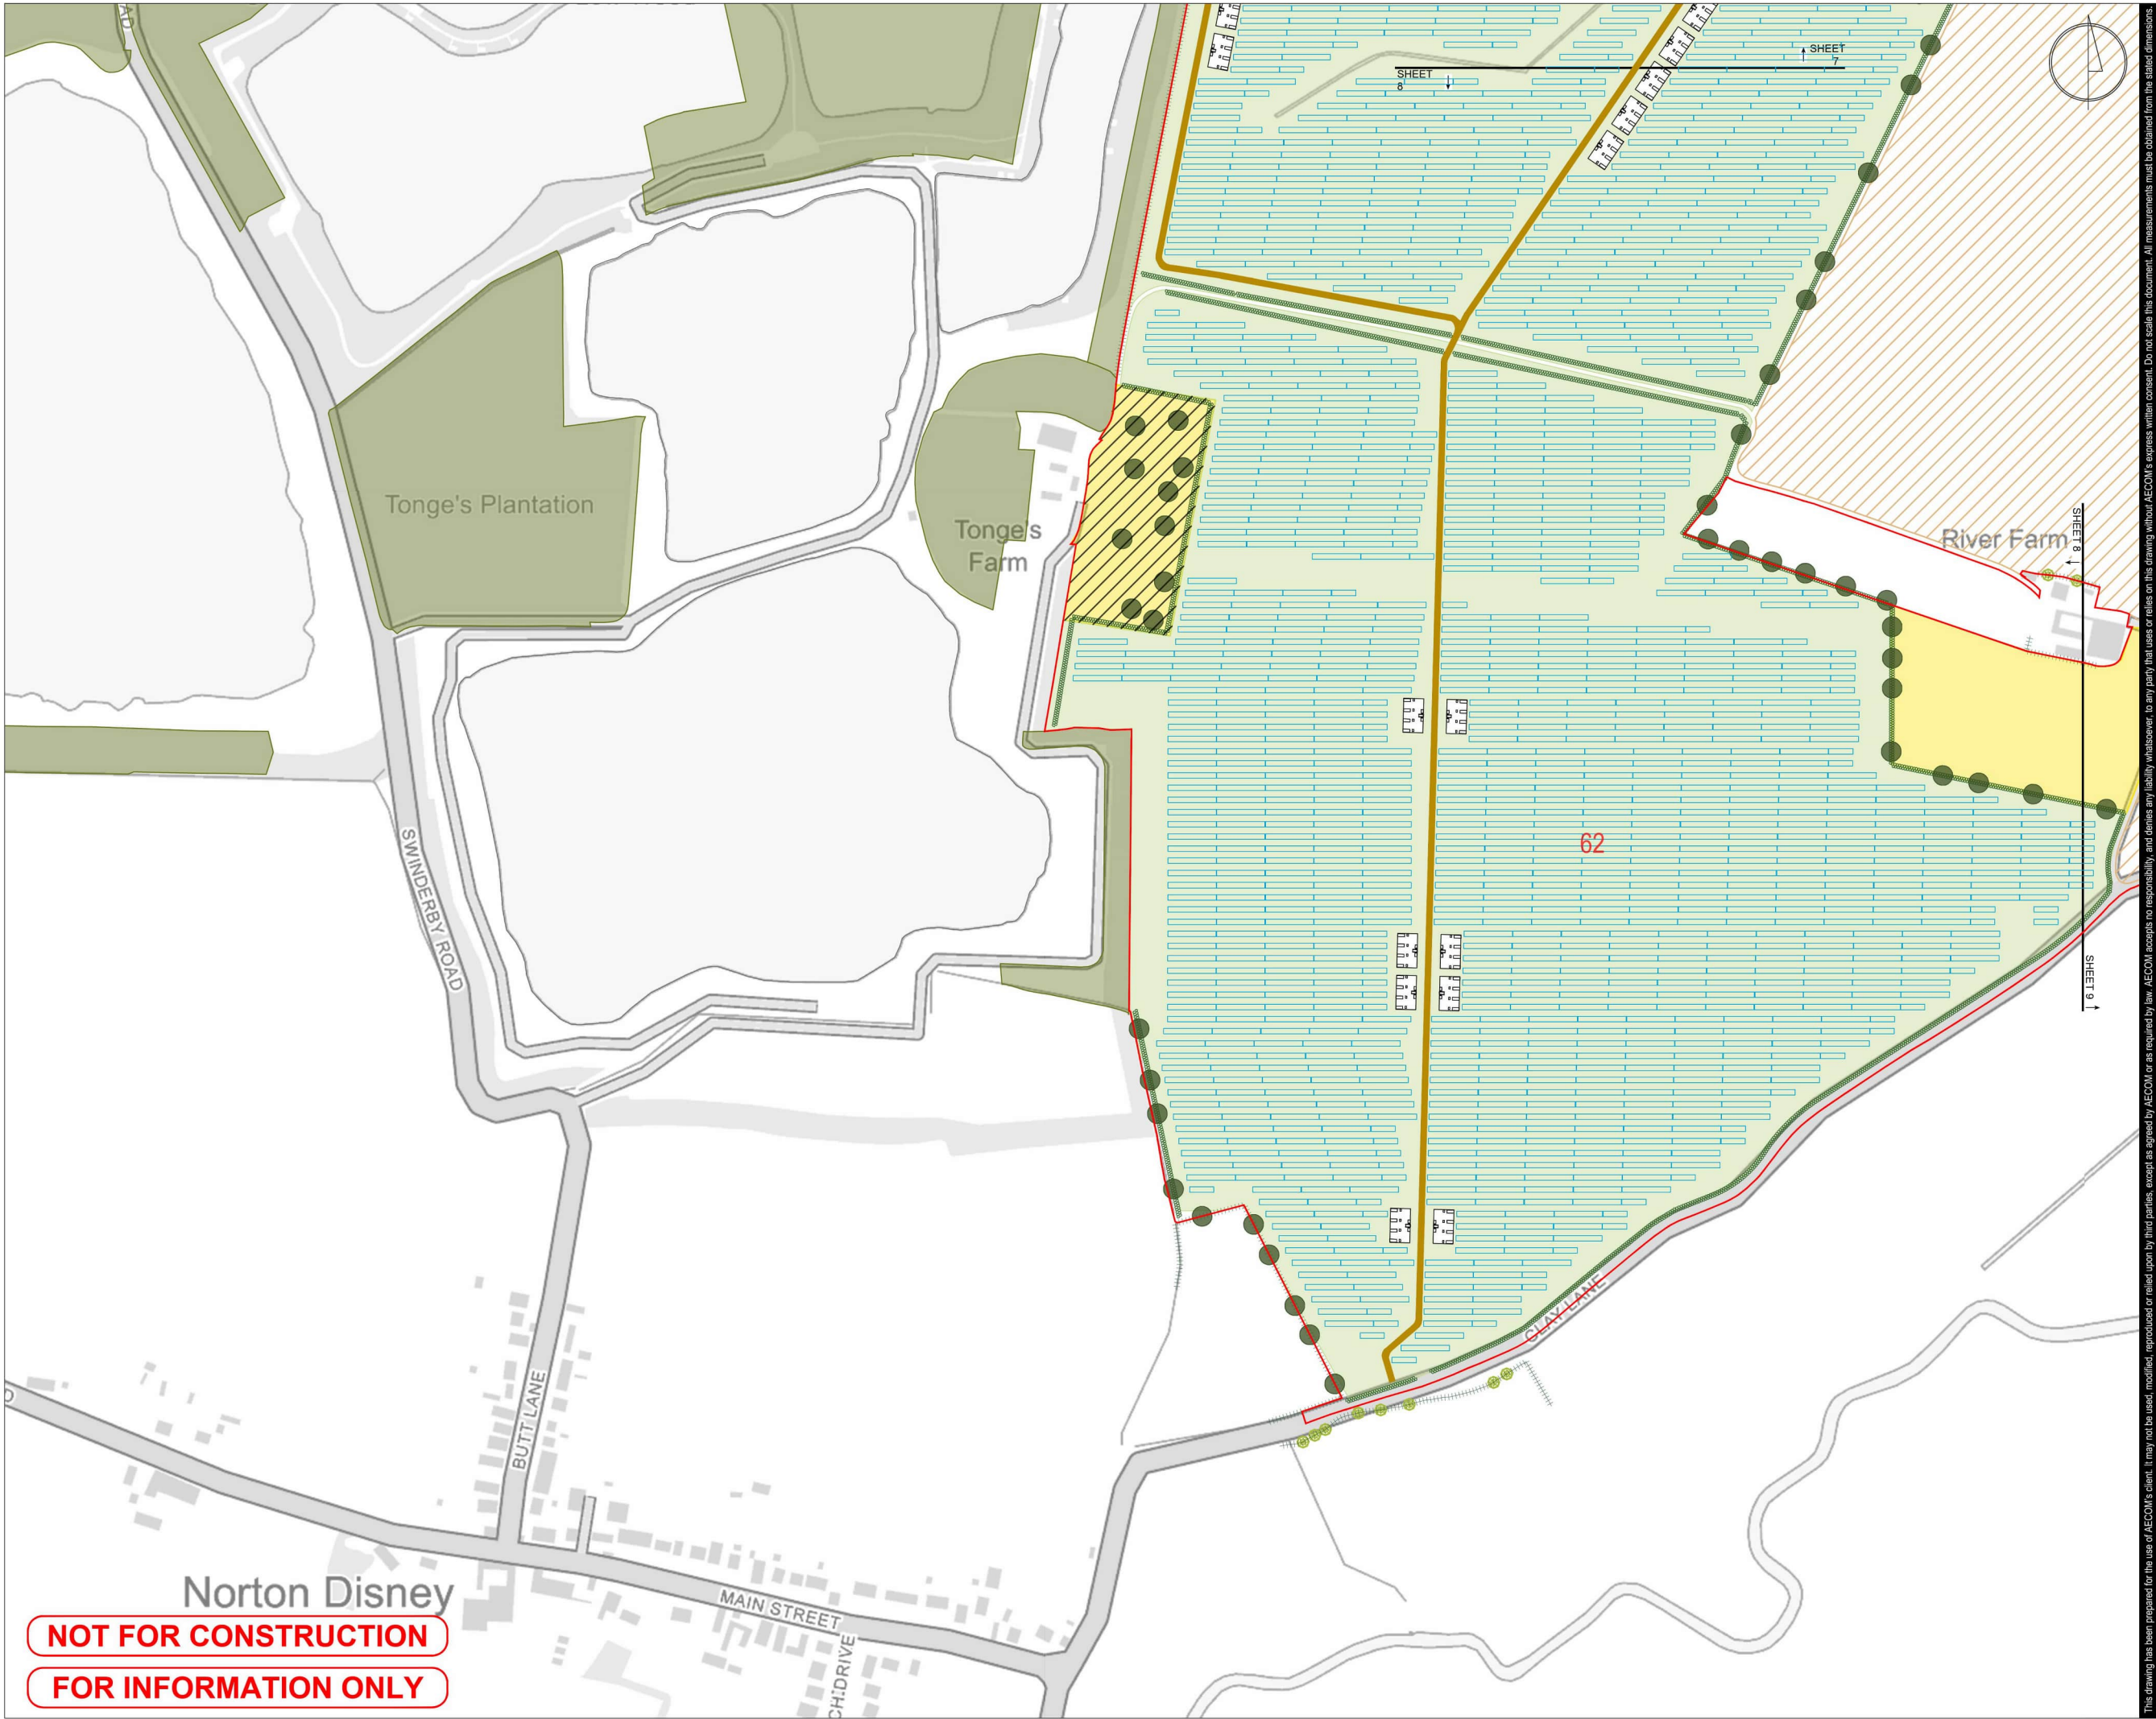 SHEET
7
SHEET
8
Tonge's Plantation
Tonge's
Farm
River Farm
SHEET 8
62
SWINDERBY ROAD
SHEET 9
CLAY LANE
BUTT LANE
Norton Disney
MAIN STREET
NOT FOR CONSTRUCTION
FOR INFORMATION ONLY
This drawing has been prepared for the use of AECOM's client. It may not be used, modified, reproduced or relied upon by third parties, except as agreed by AECOM or as required by law. AECOM accepts no responsibility, and denies any liability whatsoever, to any party that uses or relies on this drawing without AECOM's express written consent. Do not scale this document. All measurements must be obtained from the stated dimensions.